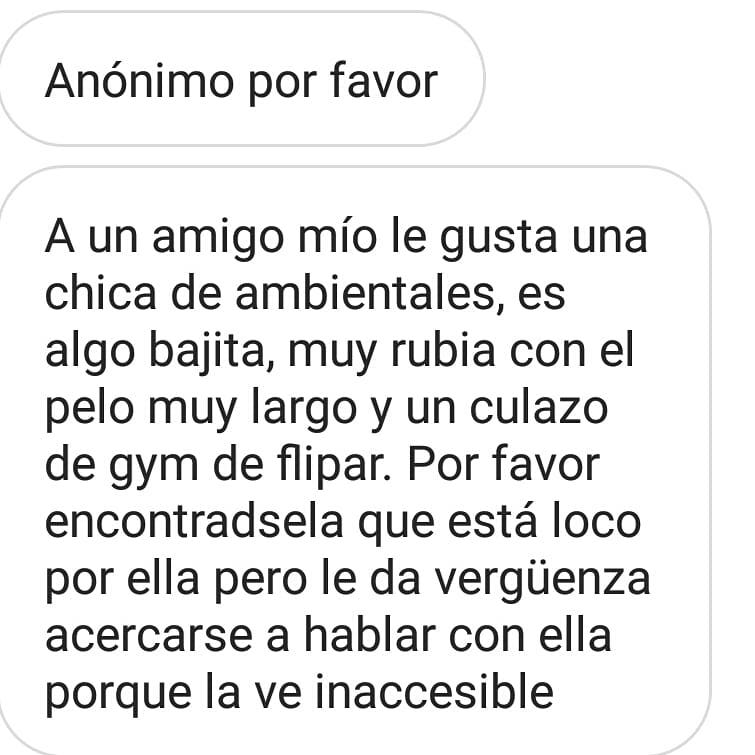 Anónimo por favor
A un amigo mío le gusta una
chica de ambientales, es
algo bajita, muy rubia con el
pelo muy largo y un culazo
de gym de flipar. Por favor
encontradsela que está loco
por ella pero le da vergüenza
acercarse a hablar con ella
porque la ve inaccesible